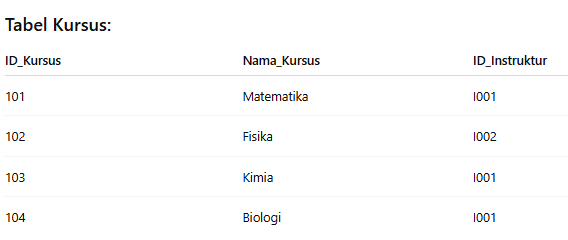 Tabel Kursus:
ID_Kursus Nama_Kursus ID_Instruktur
101 Matematika I001
102 Fisika I002
103 Kimia I001
104 Biologi I001